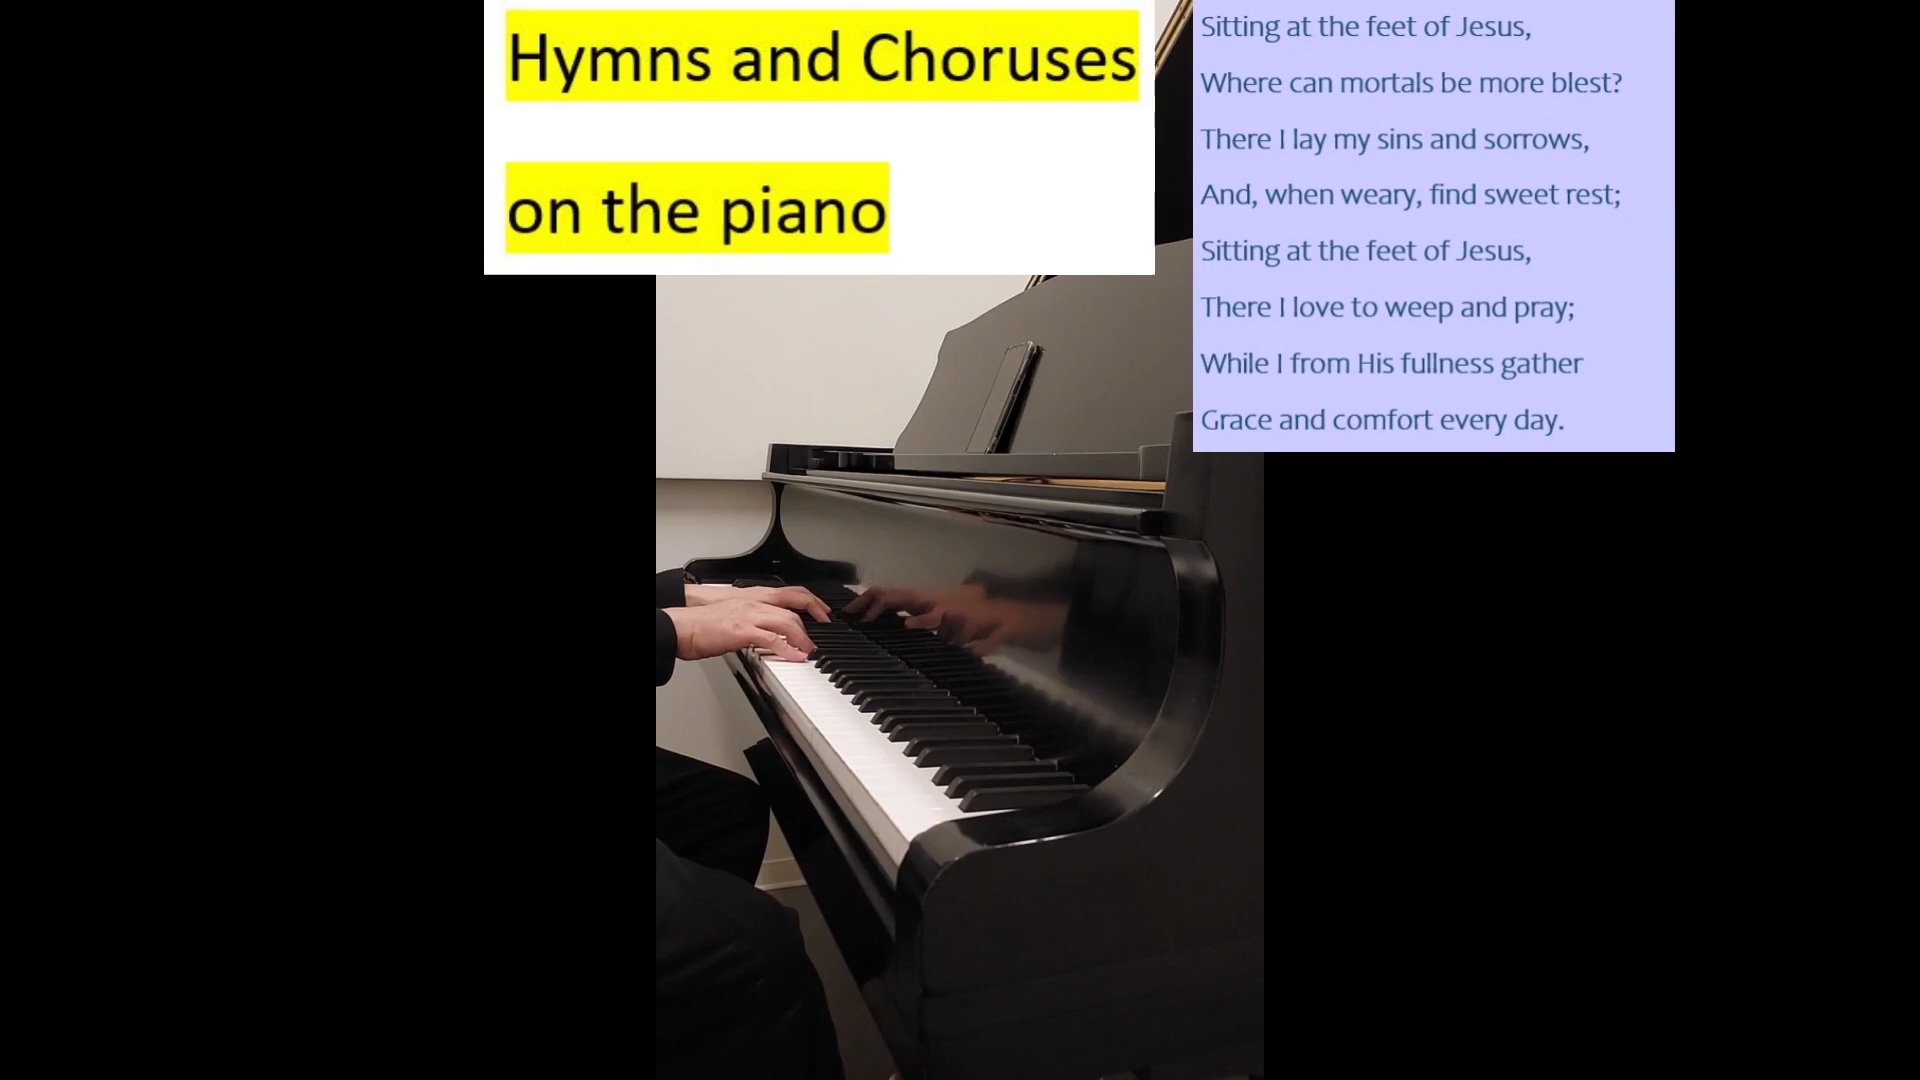 Hymns and Choruses
on the piano
Sitting at the feet of Jesus,
Where can mortals be more blest?
There I lay my sins and sorrows,
And, when weary, find sweet rest;
Sitting at the feet of Jesus,
There I love to weep and pray;
While I from His fullness gather
Grace and comfort every day.